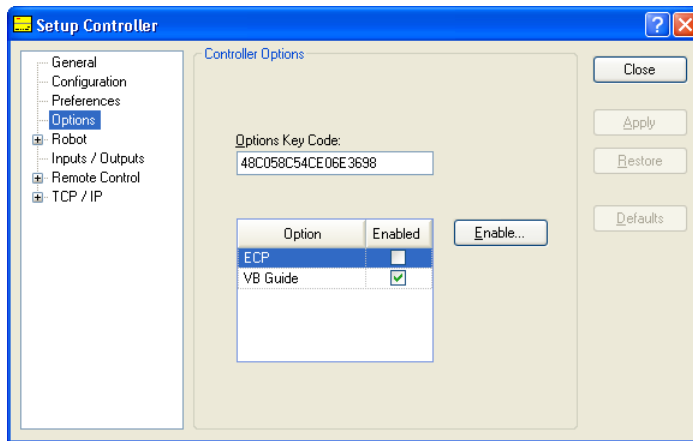 Setup Controller
General
Configuration
Preferences
Options
Robot
Inputs / Outputs
Remote Control
TCP / IP
Controller Options
Options Key Code:
48C058C54CE06E3698
Option Enabled
ECP
VB Guide
Enable...
Close
Apply
Restore
Defaults